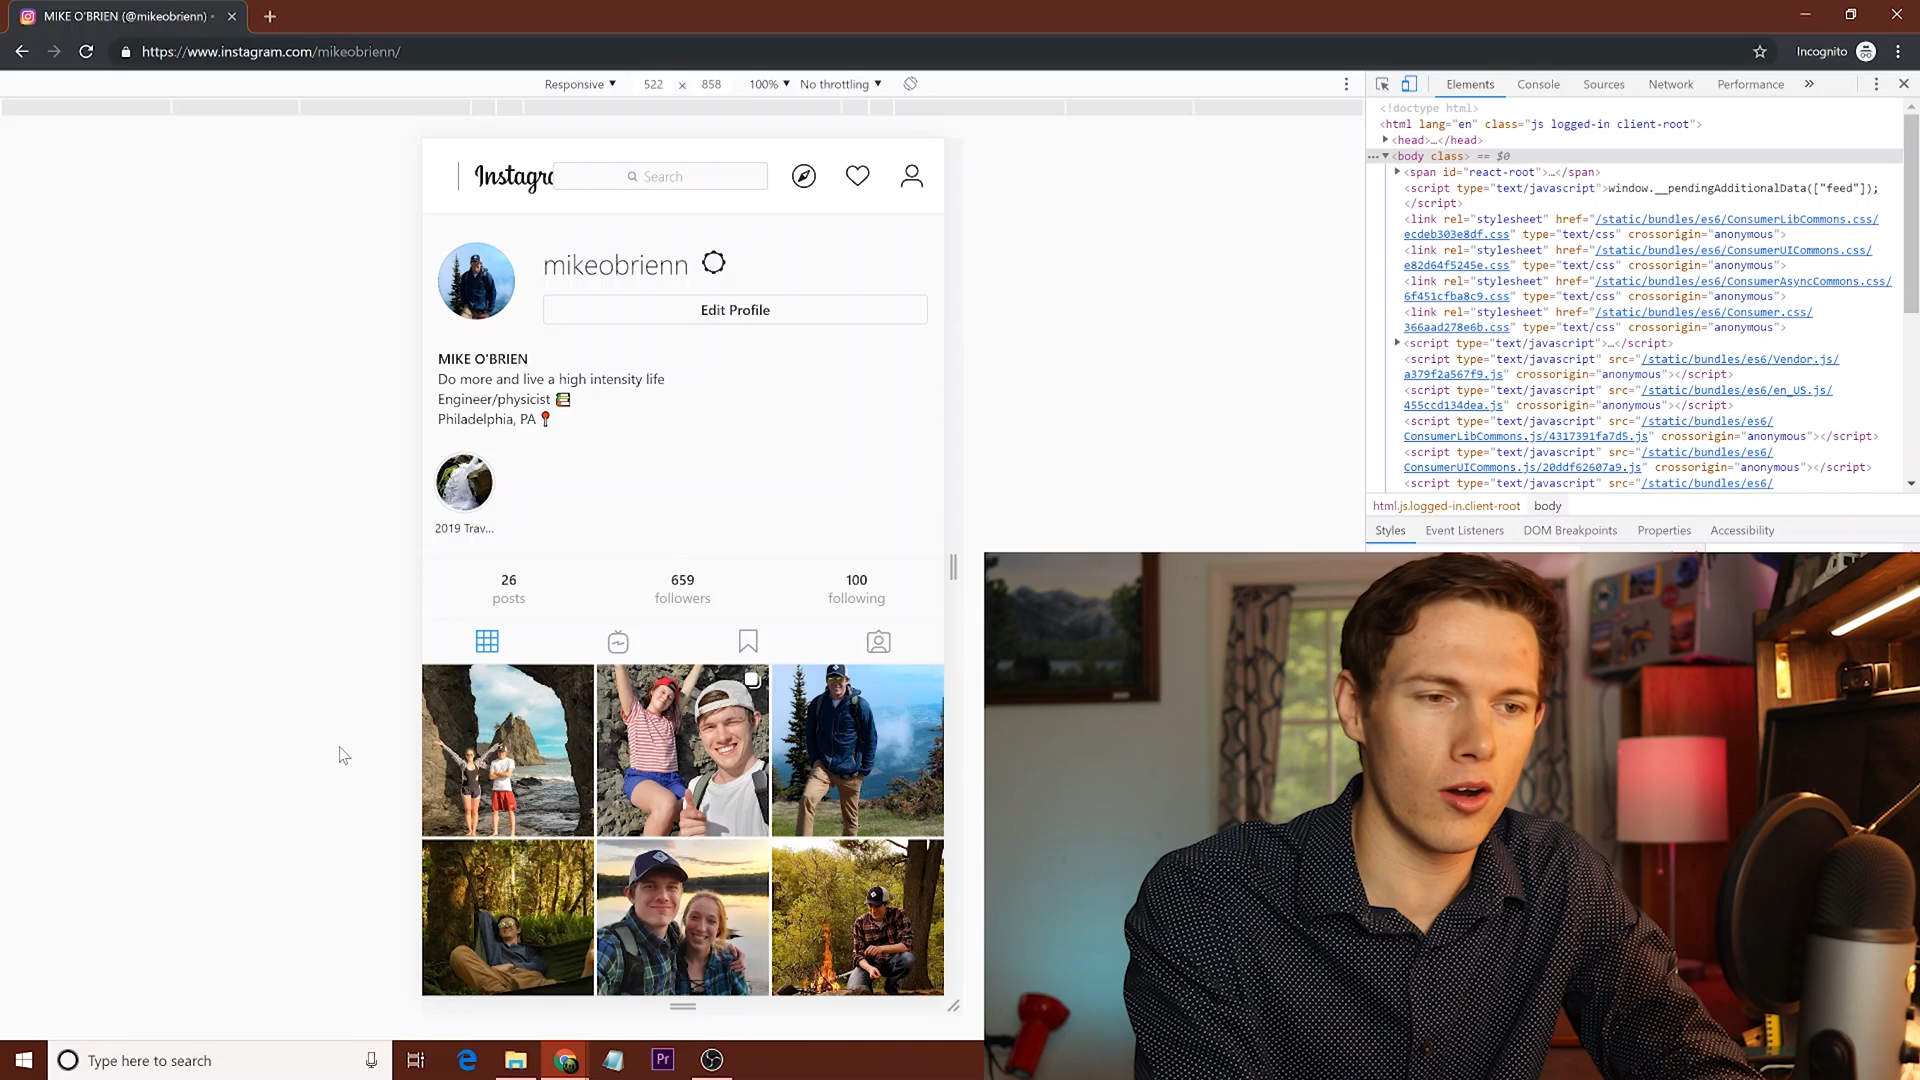 MIKE O'BRIEN (@mikeobrienn) •
https://www.instagram.com/mikeobrienn/
Incognito
Responsive ▼ 522 x 858 100% ▼ No throttling ▼
Elements Console Sources Network Performance »
<!doctype html>
<html lang="en" class="js logged-in client-root">
<head>…</head>
<body class> == $0
<span id="react-root">…</span>
<script type="text/javascript">window.__pendingAdditionalData(["feed"]);
</script>
<link rel="stylesheet" href="/static/bundles/es6/ConsumerLibCommons.css/
ecdeb303e8df.css" type="text/css" crossorigin="anonymous">
<link rel="stylesheet" href="/static/bundles/es6/ConsumerUICommons.css/
e82d64f5245e.css" type="text/css" crossorigin="anonymous">
<link rel="stylesheet" href="/static/bundles/es6/ConsumerAsyncCommons.css/
6f451cfba8c9.css" type="text/css" crossorigin="anonymous">
<link rel="stylesheet" href="/static/bundles/es6/Consumer.css/
366aad278e6b.css" type="text/css" crossorigin="anonymous">
<script type="text/javascript">…</script>
<script type="text/javascript" src="/static/bundles/es6/Vendor.js/
a379f2a567f9.js" crossorigin="anonymous"></script>
<script type="text/javascript" src="/static/bundles/es6/en_US.js/
455ccd134dea.js" crossorigin="anonymous"></script>
<script type="text/javascript" src="/static/bundles/es6/
ConsumerLibCommons.js/4317391fa7d5.js" crossorigin="anonymous"></script>
<script type="text/javascript" src="/static/bundles/es6/
ConsumerUICommons.js/20ddf62607a9.js" crossorigin="anonymous"></script>
<script type="text/javascript" src="/static/bundles/es6/
html.js.logged-in.client-root body
Styles Event Listeners DOM Breakpoints Properties Accessibility
Instagra
Search
mikeobrienn
Edit Profile
MIKE O'BRIEN
Do more and live a high intensity life
Engineer/physicist
Philadelphia, PA
2019 Trav...
26 659 100
posts followers following
Type here to search
Pr